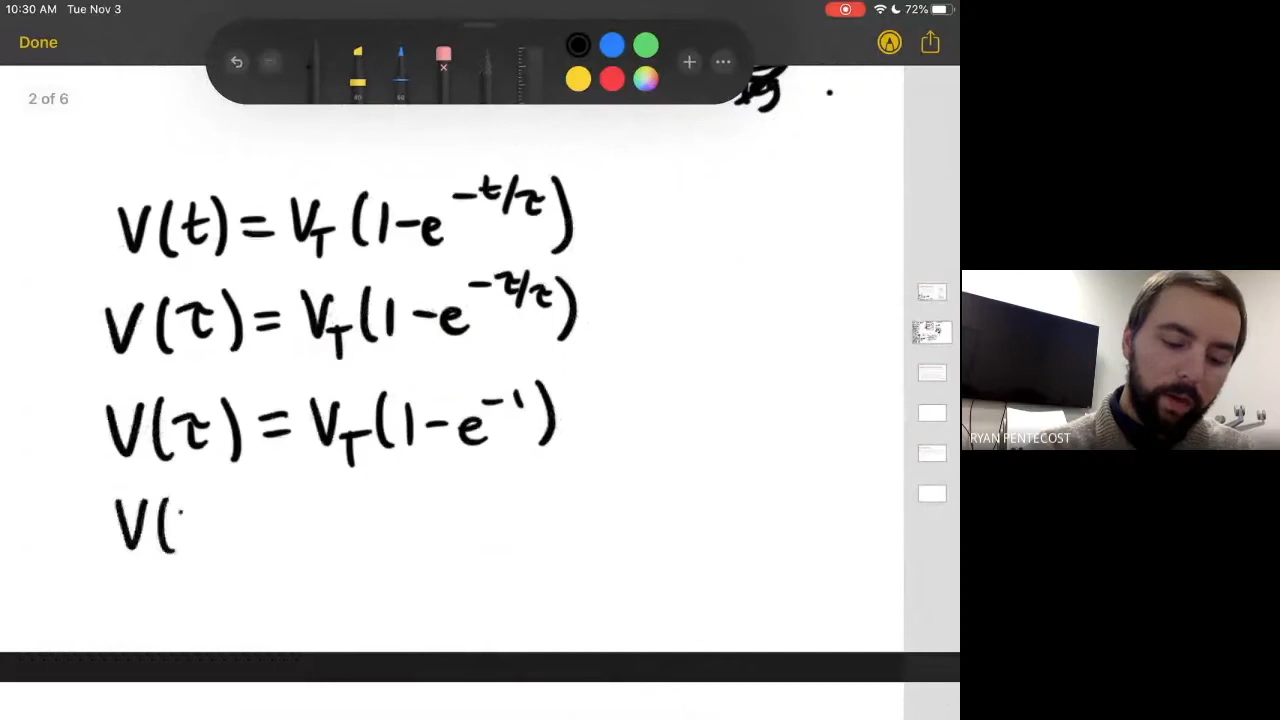 10:30 AM Tue Nov 3
72%
Done
2 of 6
V(t) = V_T (1-e^{-t/τ})
V(τ) = V_T (1-e^{-τ/τ})
V(τ) = V_T (1-e^{-1})
V(
RYAN PENTECOST